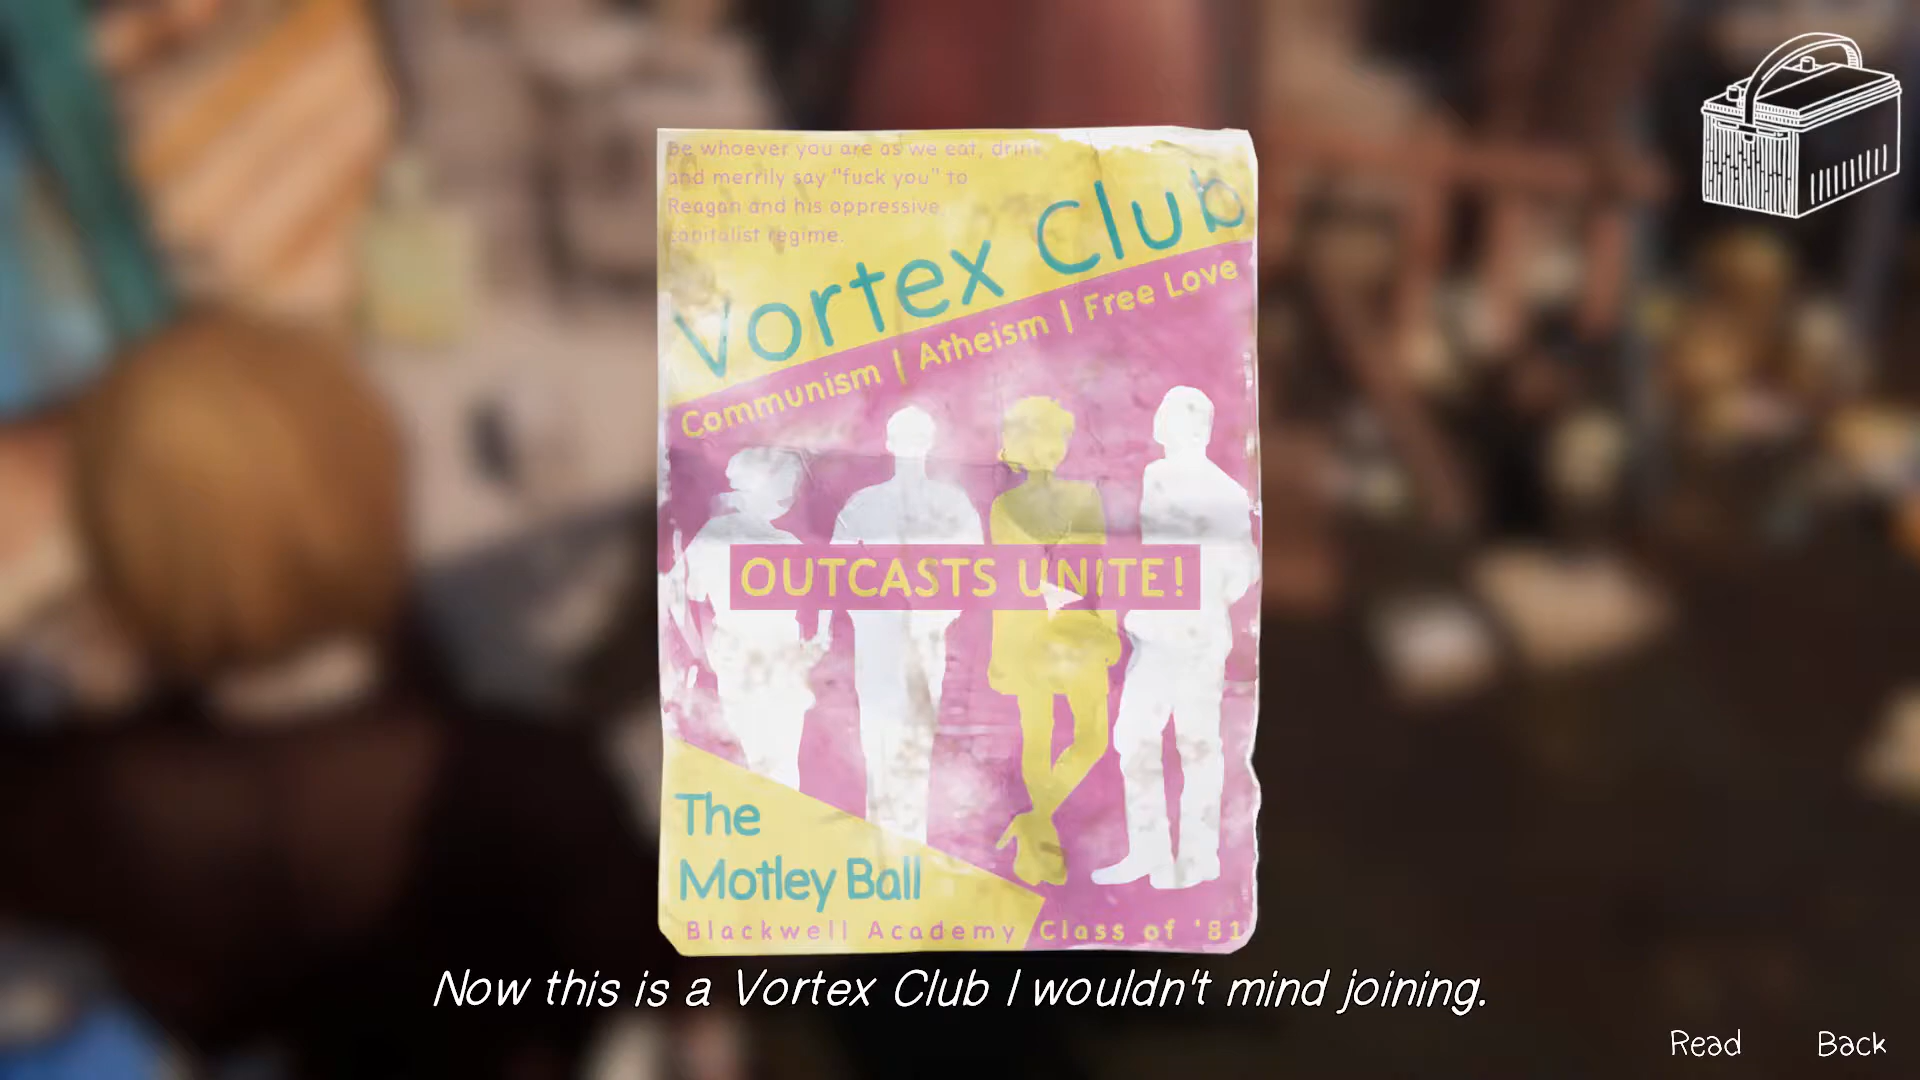 Be whoever you are as we eat, drink
and merrily say "fuck you" to
Reagan and his oppressive
capitalist regime.
Vortex Club
Communism | Atheism | Free Love
OUTCASTS UNITE!
The
Motley Ball
Blackwell Academy Class of '81
Now this is a Vortex Club I wouldn't mind joining.
Read Back